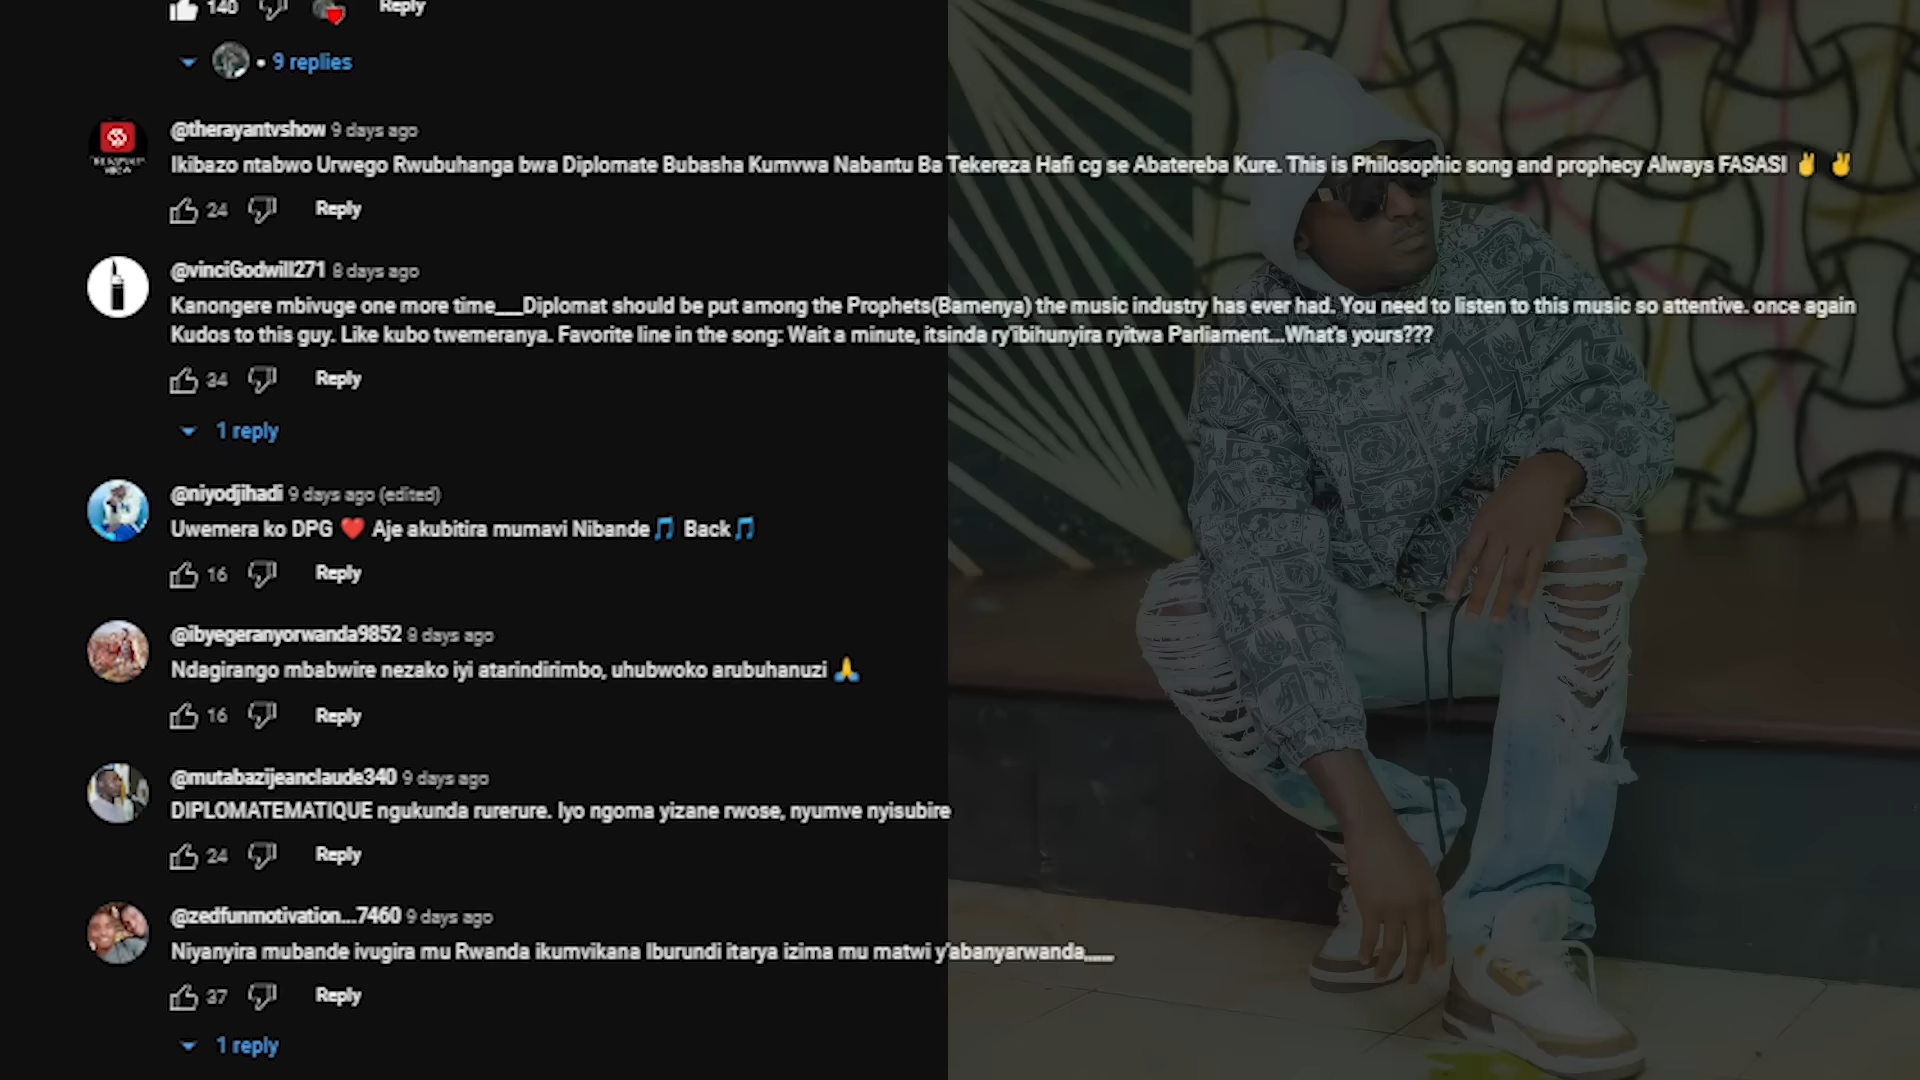 140 Reply
9 replies
@therayantvshow 9 days ago
Ikibazo ntabwo Urwego Rwubuhanga bwa Diplomate Bubasha Kumvwa Nabantu Ba Tekereza Hafi cg se Abatereba Kure. This is Philosophic song and prophecy Always FASASI ✌ ✌
24 Reply
@vinciGodwill271 8 days ago
Kanongere mbivuge one more time___Diplomat should be put among the Prophets(Bamenya) the music industry has ever had. You need to listen to this music so attentive. once again
Kudos to this guy. Like kubo twemeranya. Favorite line in the song: Wait a minute, itsinda ry'ibihunyira ryitwa Parliament...What's yours???
34 Reply
1 reply
@niyodjihadi 9 days ago (edited)
Uwemera ko DPG ❤️ Aje akubitira mumavi Nibande🎵 Back🎵
16 Reply
@ibyegeranyorwanda9852 8 days ago
Ndagirango mbabwire nezako iyi atarindirimbo, uhubwoko arubuhanuzi 🙏
16 Reply
@mutabazijeanclaude340 9 days ago
DIPLOMATEMATIQUE ngukunda rurerure. Iyo ngoma yizane rwose, nyumve nyisubire
24 Reply
@zedfunmotivation...7460 9 days ago
Niyanyira mubande ivugira mu Rwanda ikumvikana Iburundi itarya izima mu matwi y'abanyarwanda,,,,,,
37 Reply
1 reply